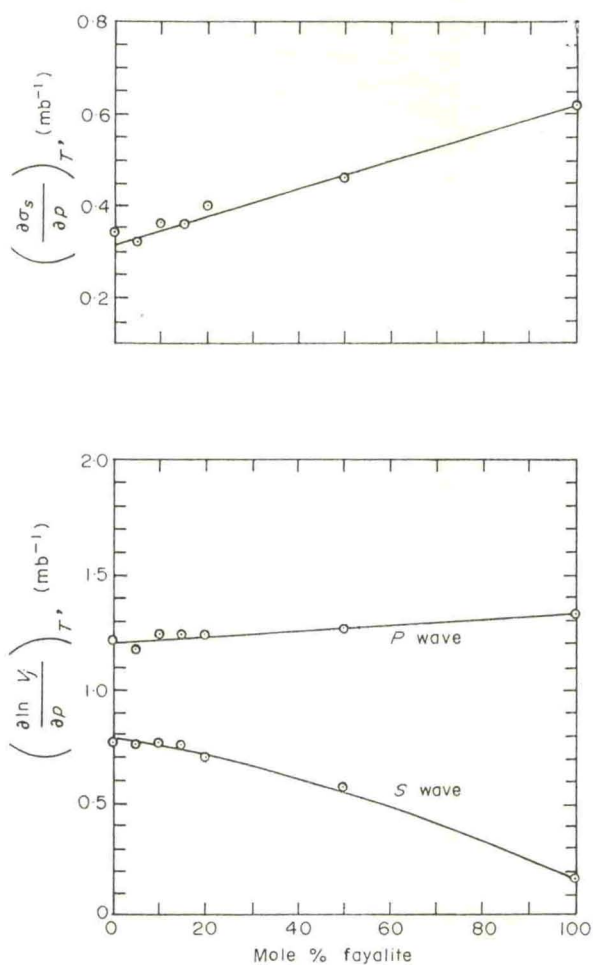 0·8
0·6
0·4
0·2
(∂σs/∂p)T, (mb⁻¹)
2·0
1·5
1·0
0·5
0
(∂ln Vj/∂p)T, (mb⁻¹)
P wave
S wave
0 20 40 60 80 100
Mole % fayalite